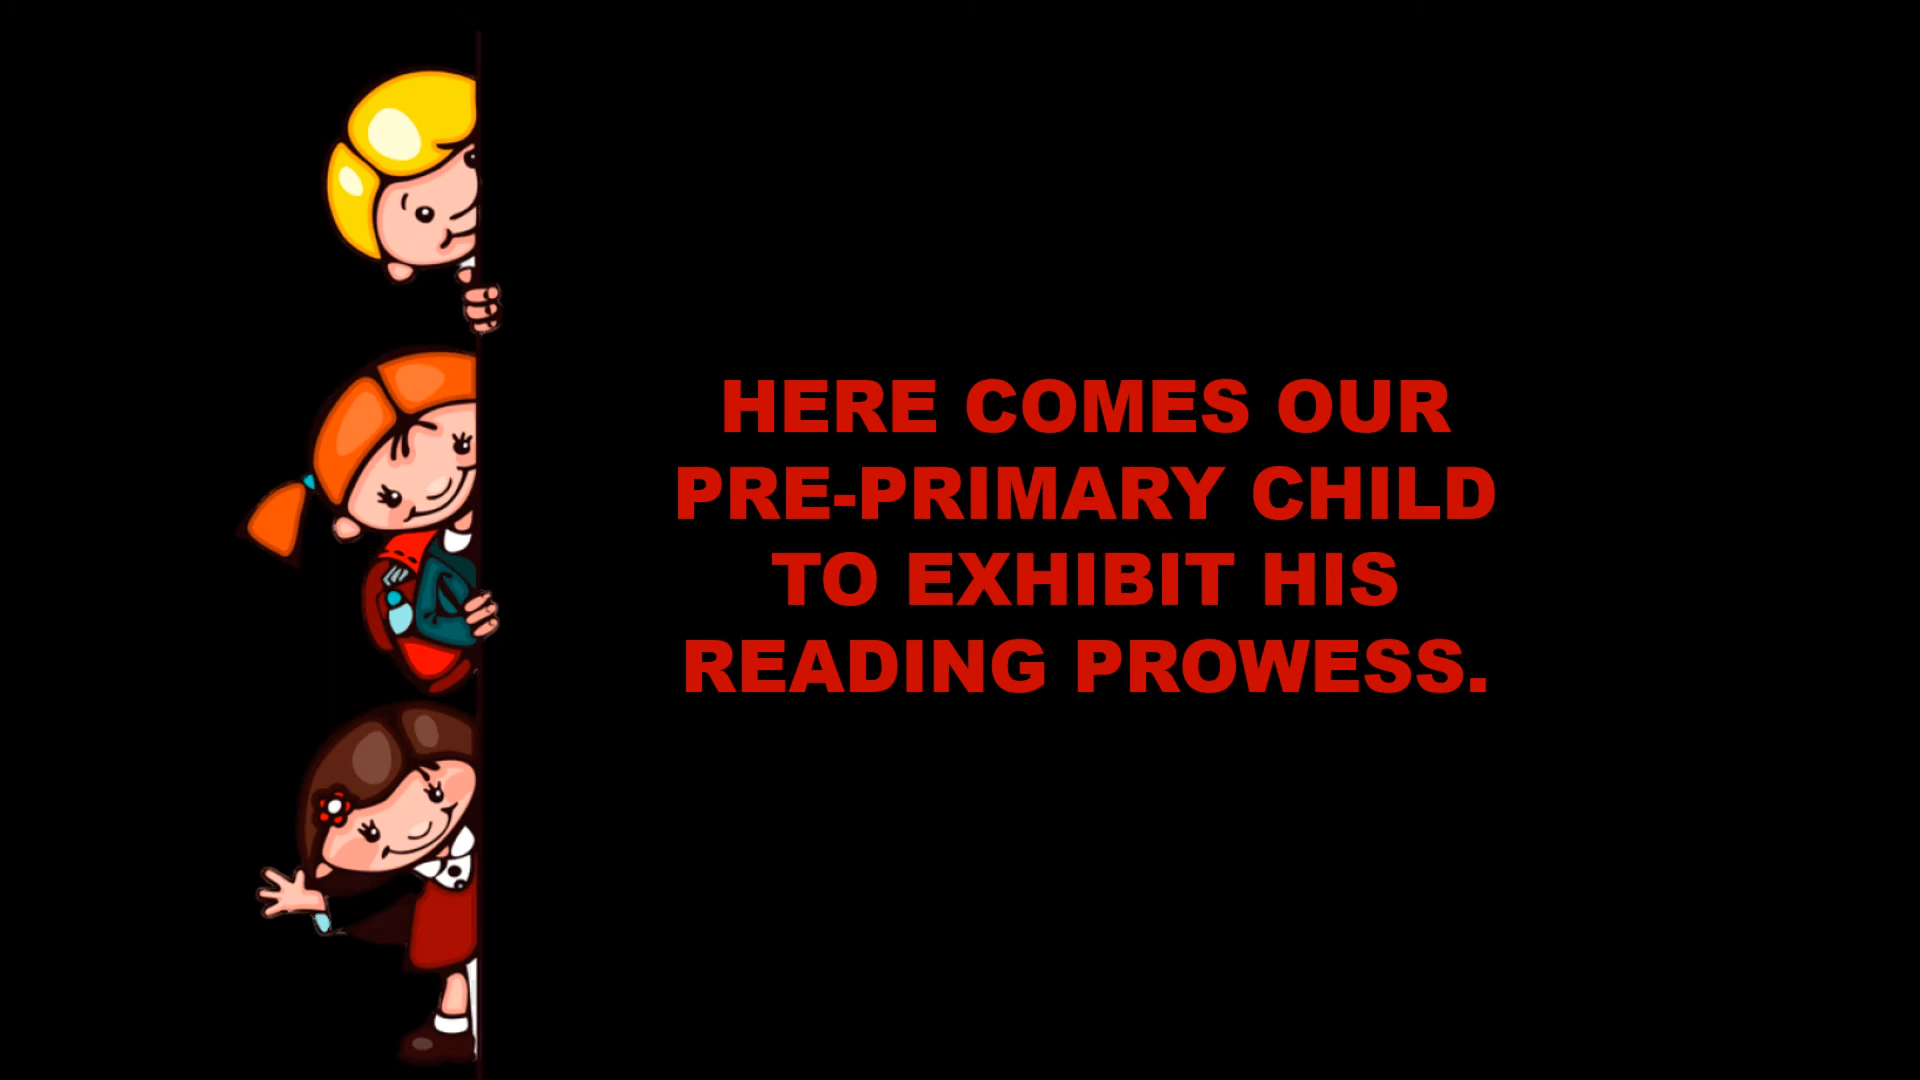 HERE COMES OUR
PRE-PRIMARY CHILD
TO EXHIBIT HIS
READING PROWESS.